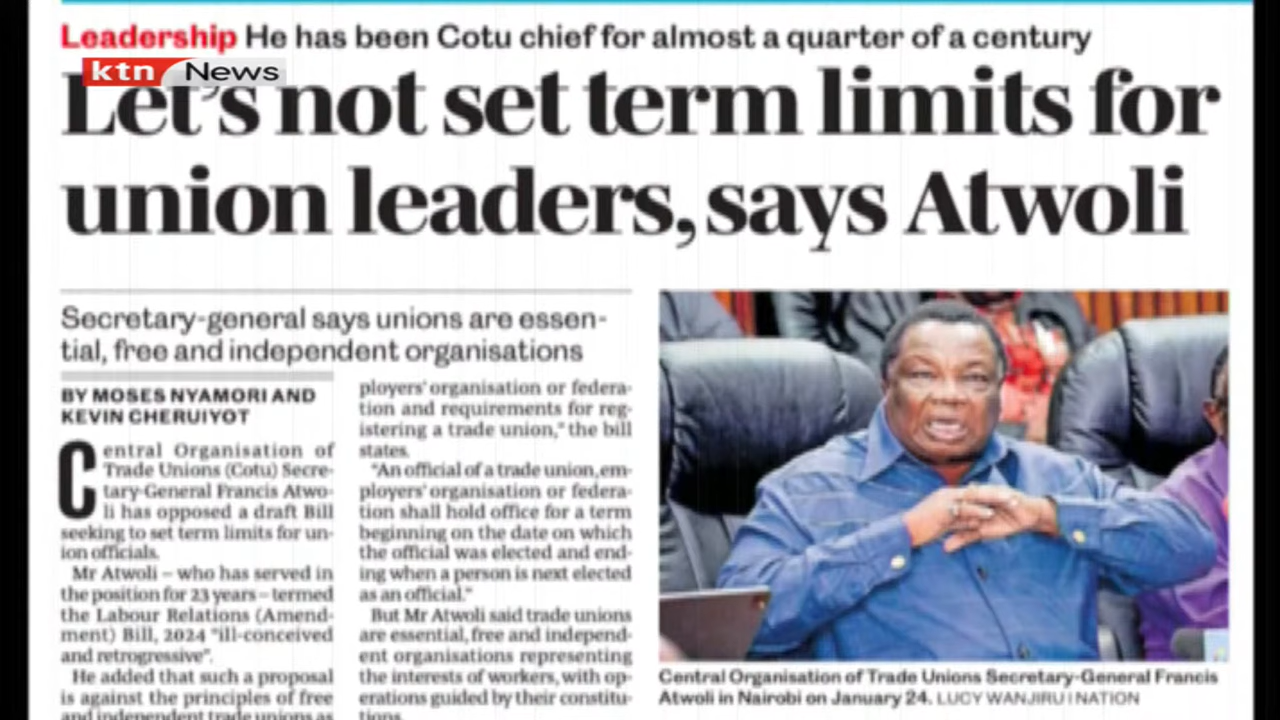 Leadership He has been Cotu chief for almost a quarter of a century
ktn News
Let's not set term limits for
union leaders, says Atwoli
Secretary-general says unions are essen-
tial, free and independent organisations
BY MOSES NYAMORI AND
KEVIN CHERUIYOT
Central Organisation of
Trade Unions (Cotu) Secre-
tary-General Francis Atwo-
li has opposed a draft Bill
seeking to set term limits for un-
ion officials.
Mr Atwoli – who has served in
the position for 23 years – termed
the Labour Relations (Amend-
ment) Bill, 2024 "ill-conceived
and retrogressive".
He added that such a proposal
is against the principles of free
and independent trade unions as
ployers' organisation or federa-
tion and requirements for reg-
istering a trade union," the bill
states.
"An official of a trade union, em-
ployers' organisation or federa-
tion shall hold office for a term
beginning on the date on which
the official was elected and end-
ing when a person is next elected
as an official."
But Mr Atwoli said trade unions
are essential, free and independ-
ent organisations representing
the interests of workers, with op-
erations guided by their constitu-
tions.
Central Organisation of Trade Unions Secretary-General Francis
Atwoli in Nairobi on January 24. LUCY WANJIRU I NATION